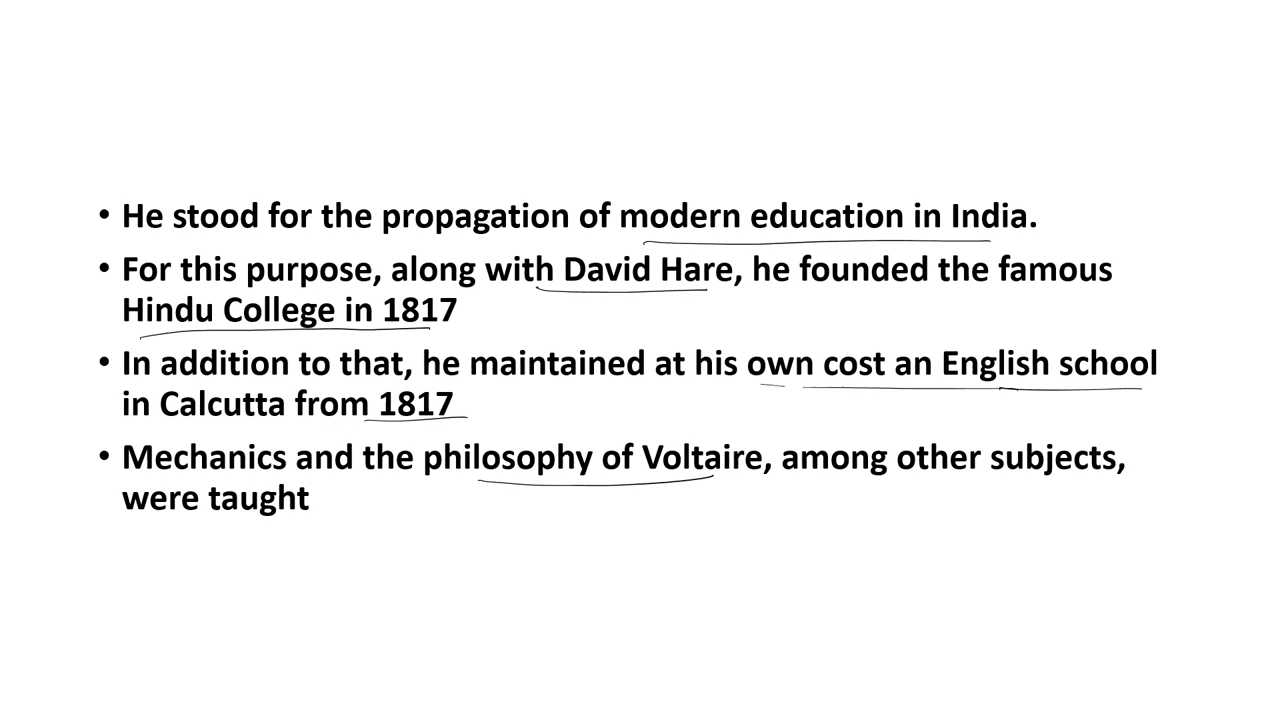 • He stood for the propagation of modern education in India.
• For this purpose, along with David Hare, he founded the famous
Hindu College in 1817
• In addition to that, he maintained at his own cost an English school
in Calcutta from 1817
• Mechanics and the philosophy of Voltaire, among other subjects,
were taught